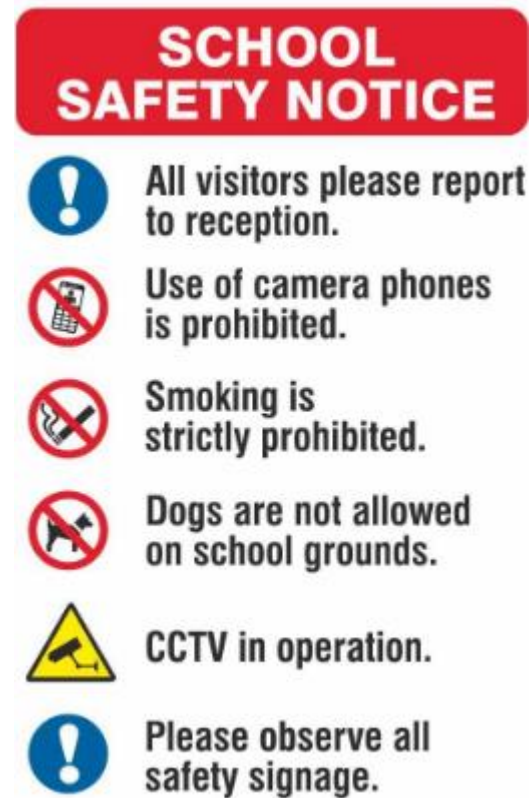 SCHOOL
SAFETY NOTICE
All visitors please report
to reception.
Use of camera phones
is prohibited.
Smoking is
strictly prohibited.
Dogs are not allowed
on school grounds.
CCTV in operation.
Please observe all
safety signage.